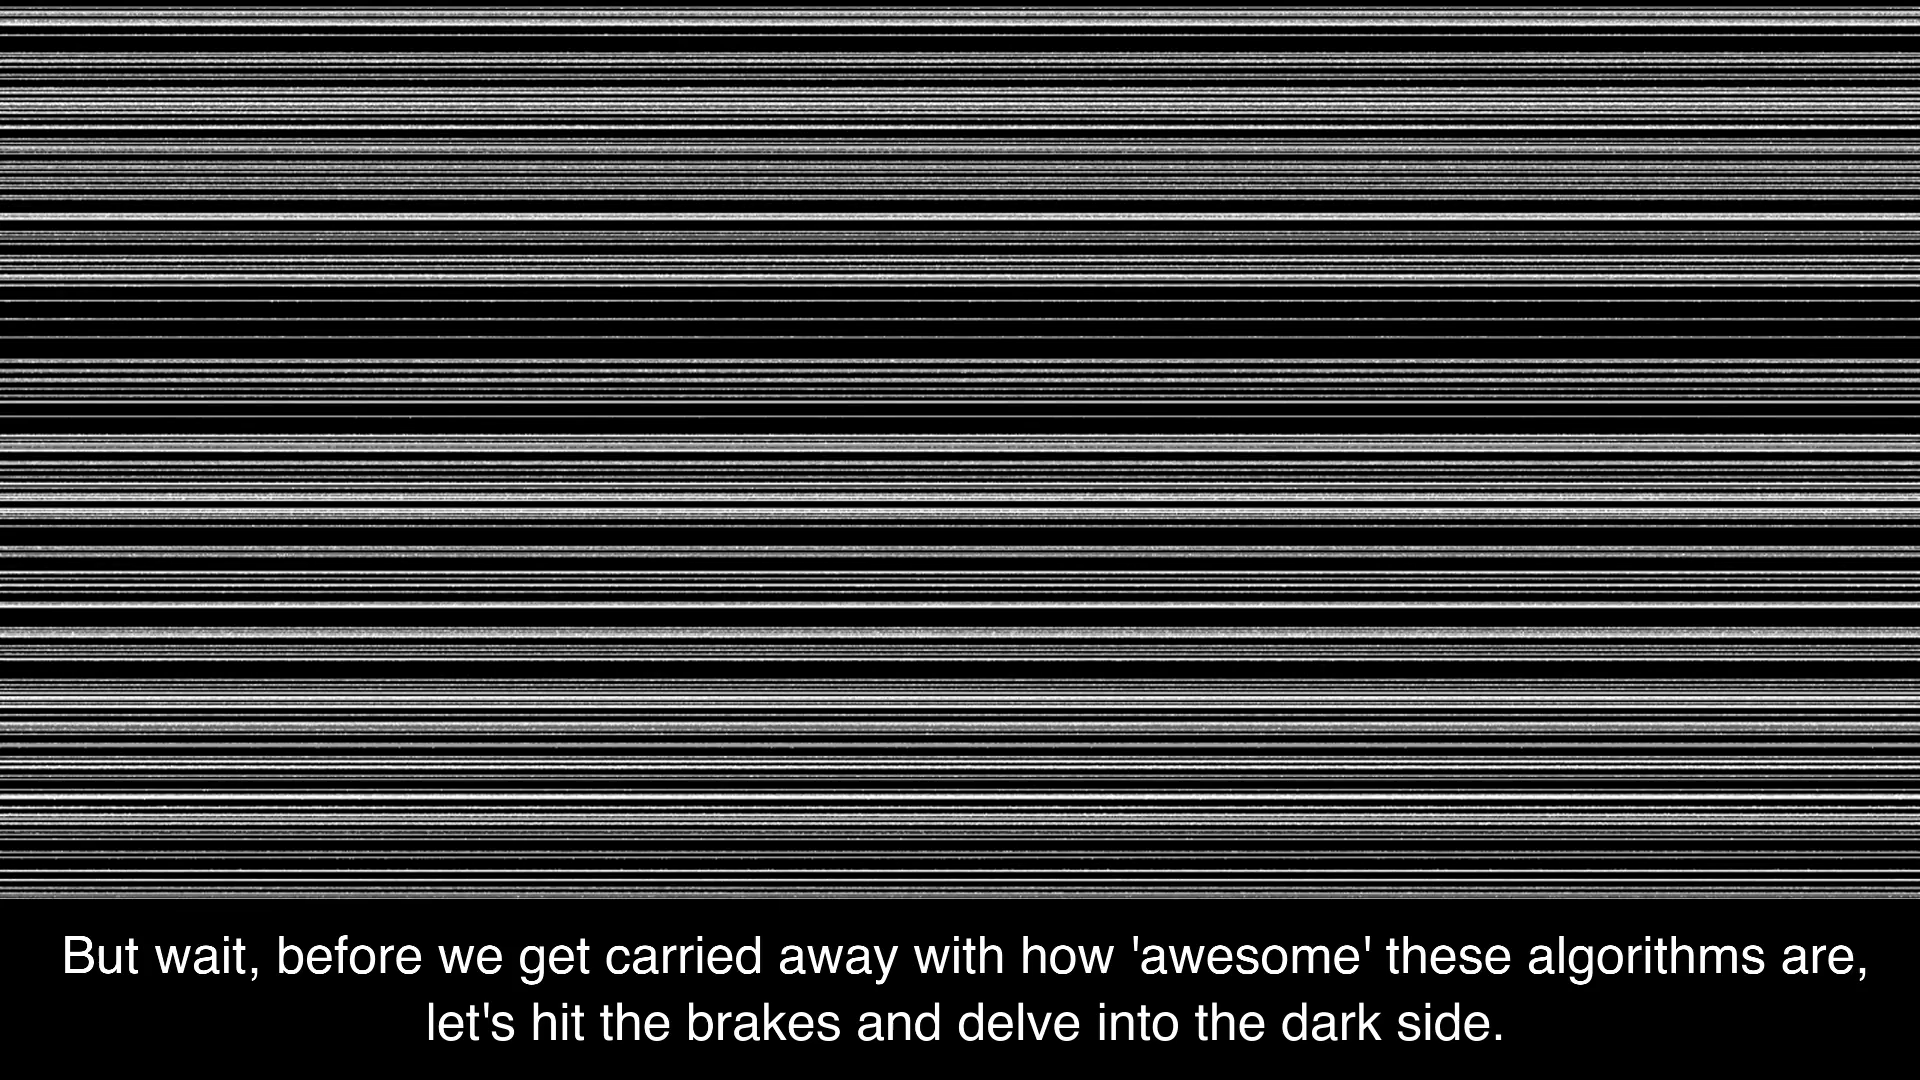 But wait, before we get carried away with how 'awesome' these algorithms are,
let's hit the brakes and delve into the dark side.